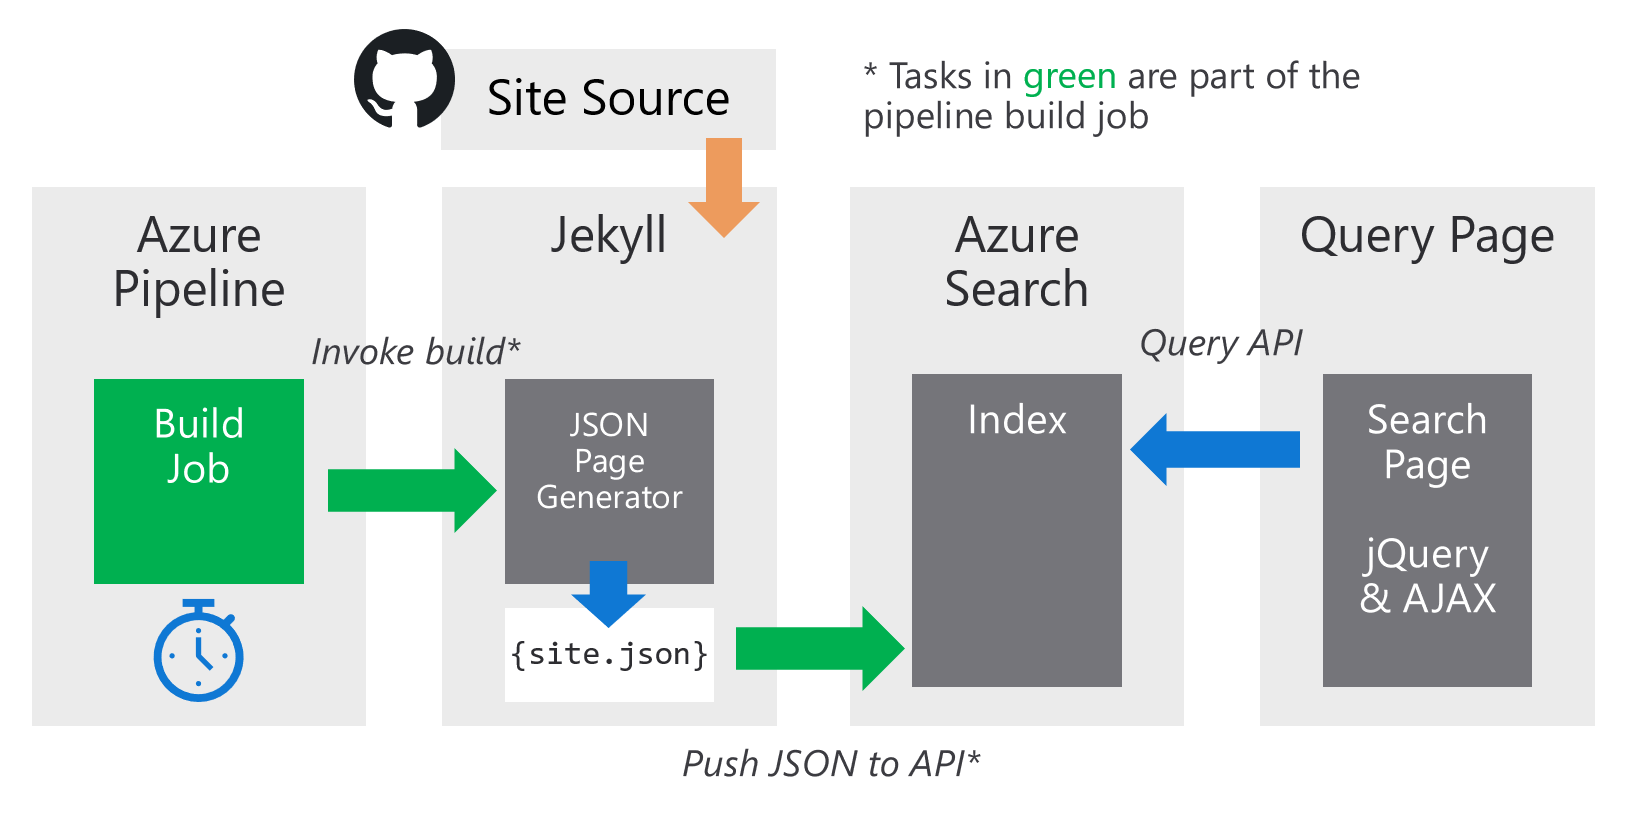 Site Source
* Tasks in green are part of the
pipeline build job
Azure
Pipeline
Jekyll
Azure
Search
Query Page
Invoke build*
Query API
Build
Job
JSON
Page
Generator
Index
Search
Page
jQuery
& AJAX
{site.json}
Push JSON to API*